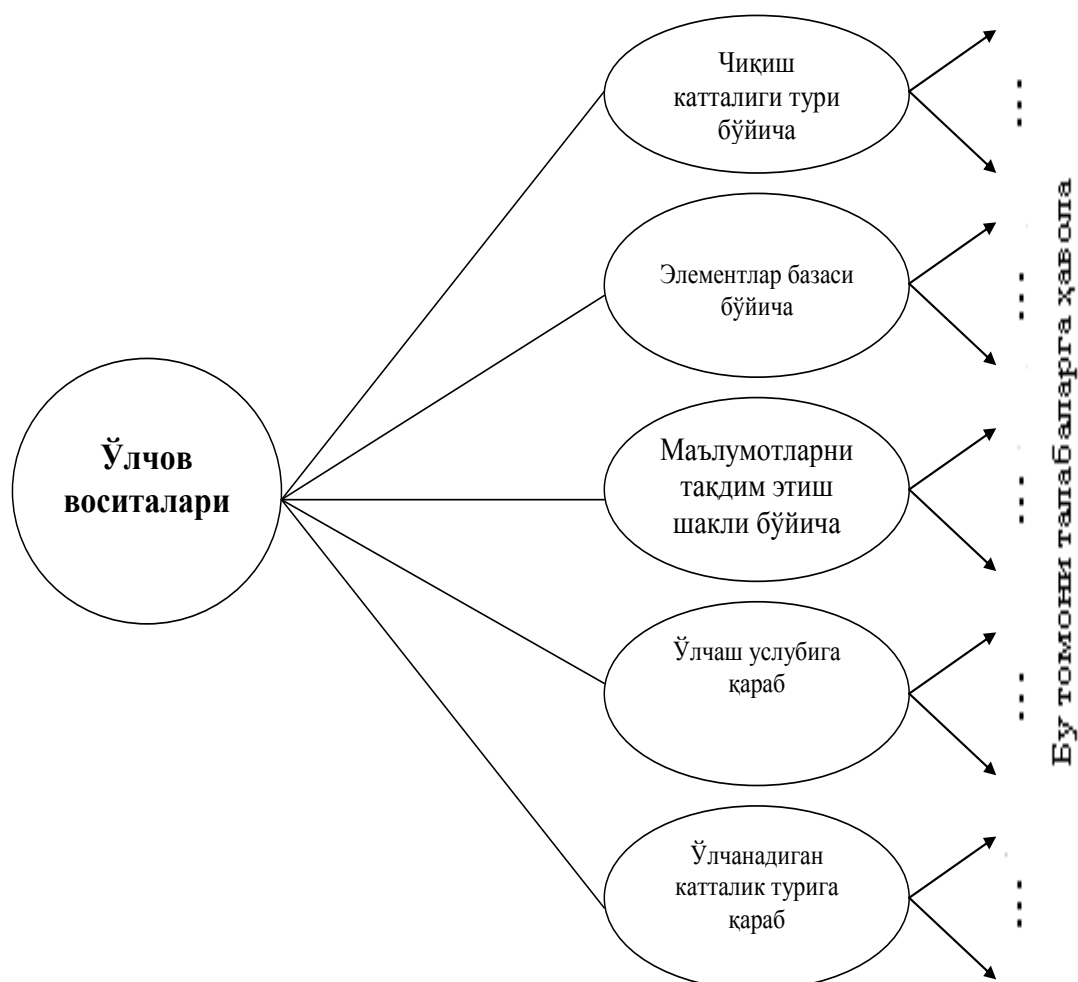 Чиқиш
катталиги тури
бўйича
Элементлар базаси
бўйича
Ўлчов
воситалари
Маълумотларни
тақдим этиш
шакли бўйича
Ўлчаш услубига
қараб
Ўлчанадиган
катталик турига
қараб
...
...
...
...
...
Бу томони талабаларга ҳавола